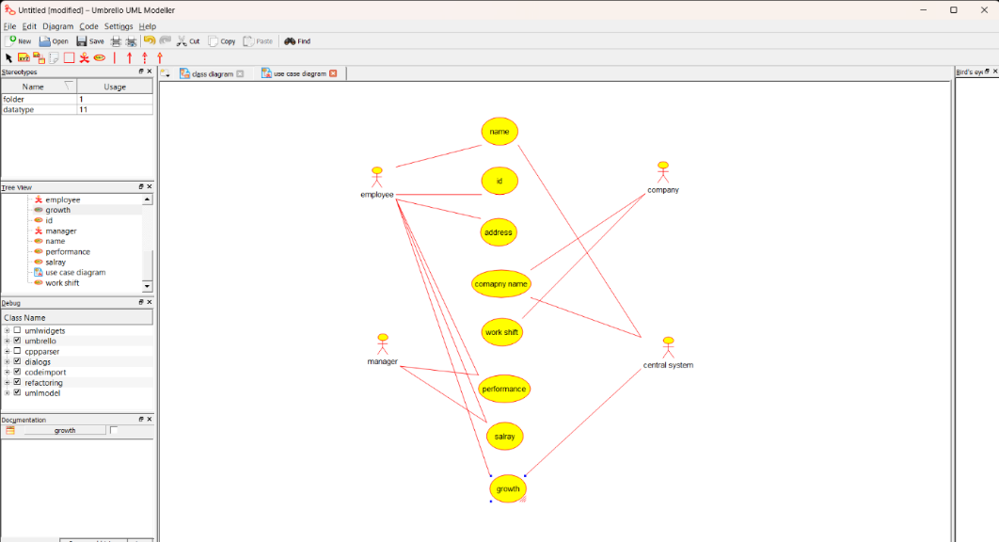 Untitled [modified] – Umbrello UML Modeller
File Edit Diagram Code Settings Help
New Open Save Cut Copy Paste Find
Stereotypes
Name Usage
folder 1
datatype 11
Tree View
employee
growth
id
manager
name
performance
salray
use case diagram
work shift
Debug
Class Name
umlwidgets
umbrello
cppparser
dialogs
codeimport
refactoring
umlmodel
Documentation
growth
class diagram use case diagram
name
employee
id
company
address
comapny name
work shift
manager
central system
performance
salray
growth
Bird's eye